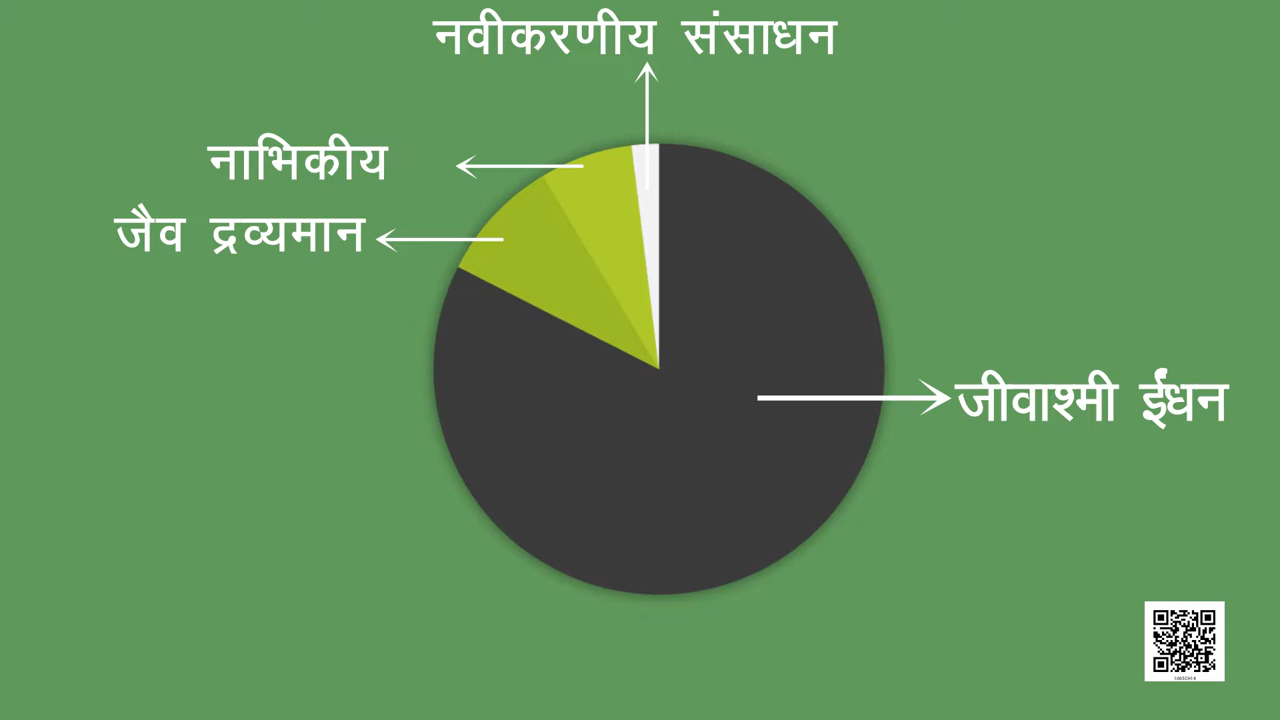 नवीकरणीय संसाधन
नाभिकीय
जैव द्रव्यमान
जीवाश्मी ईंधन